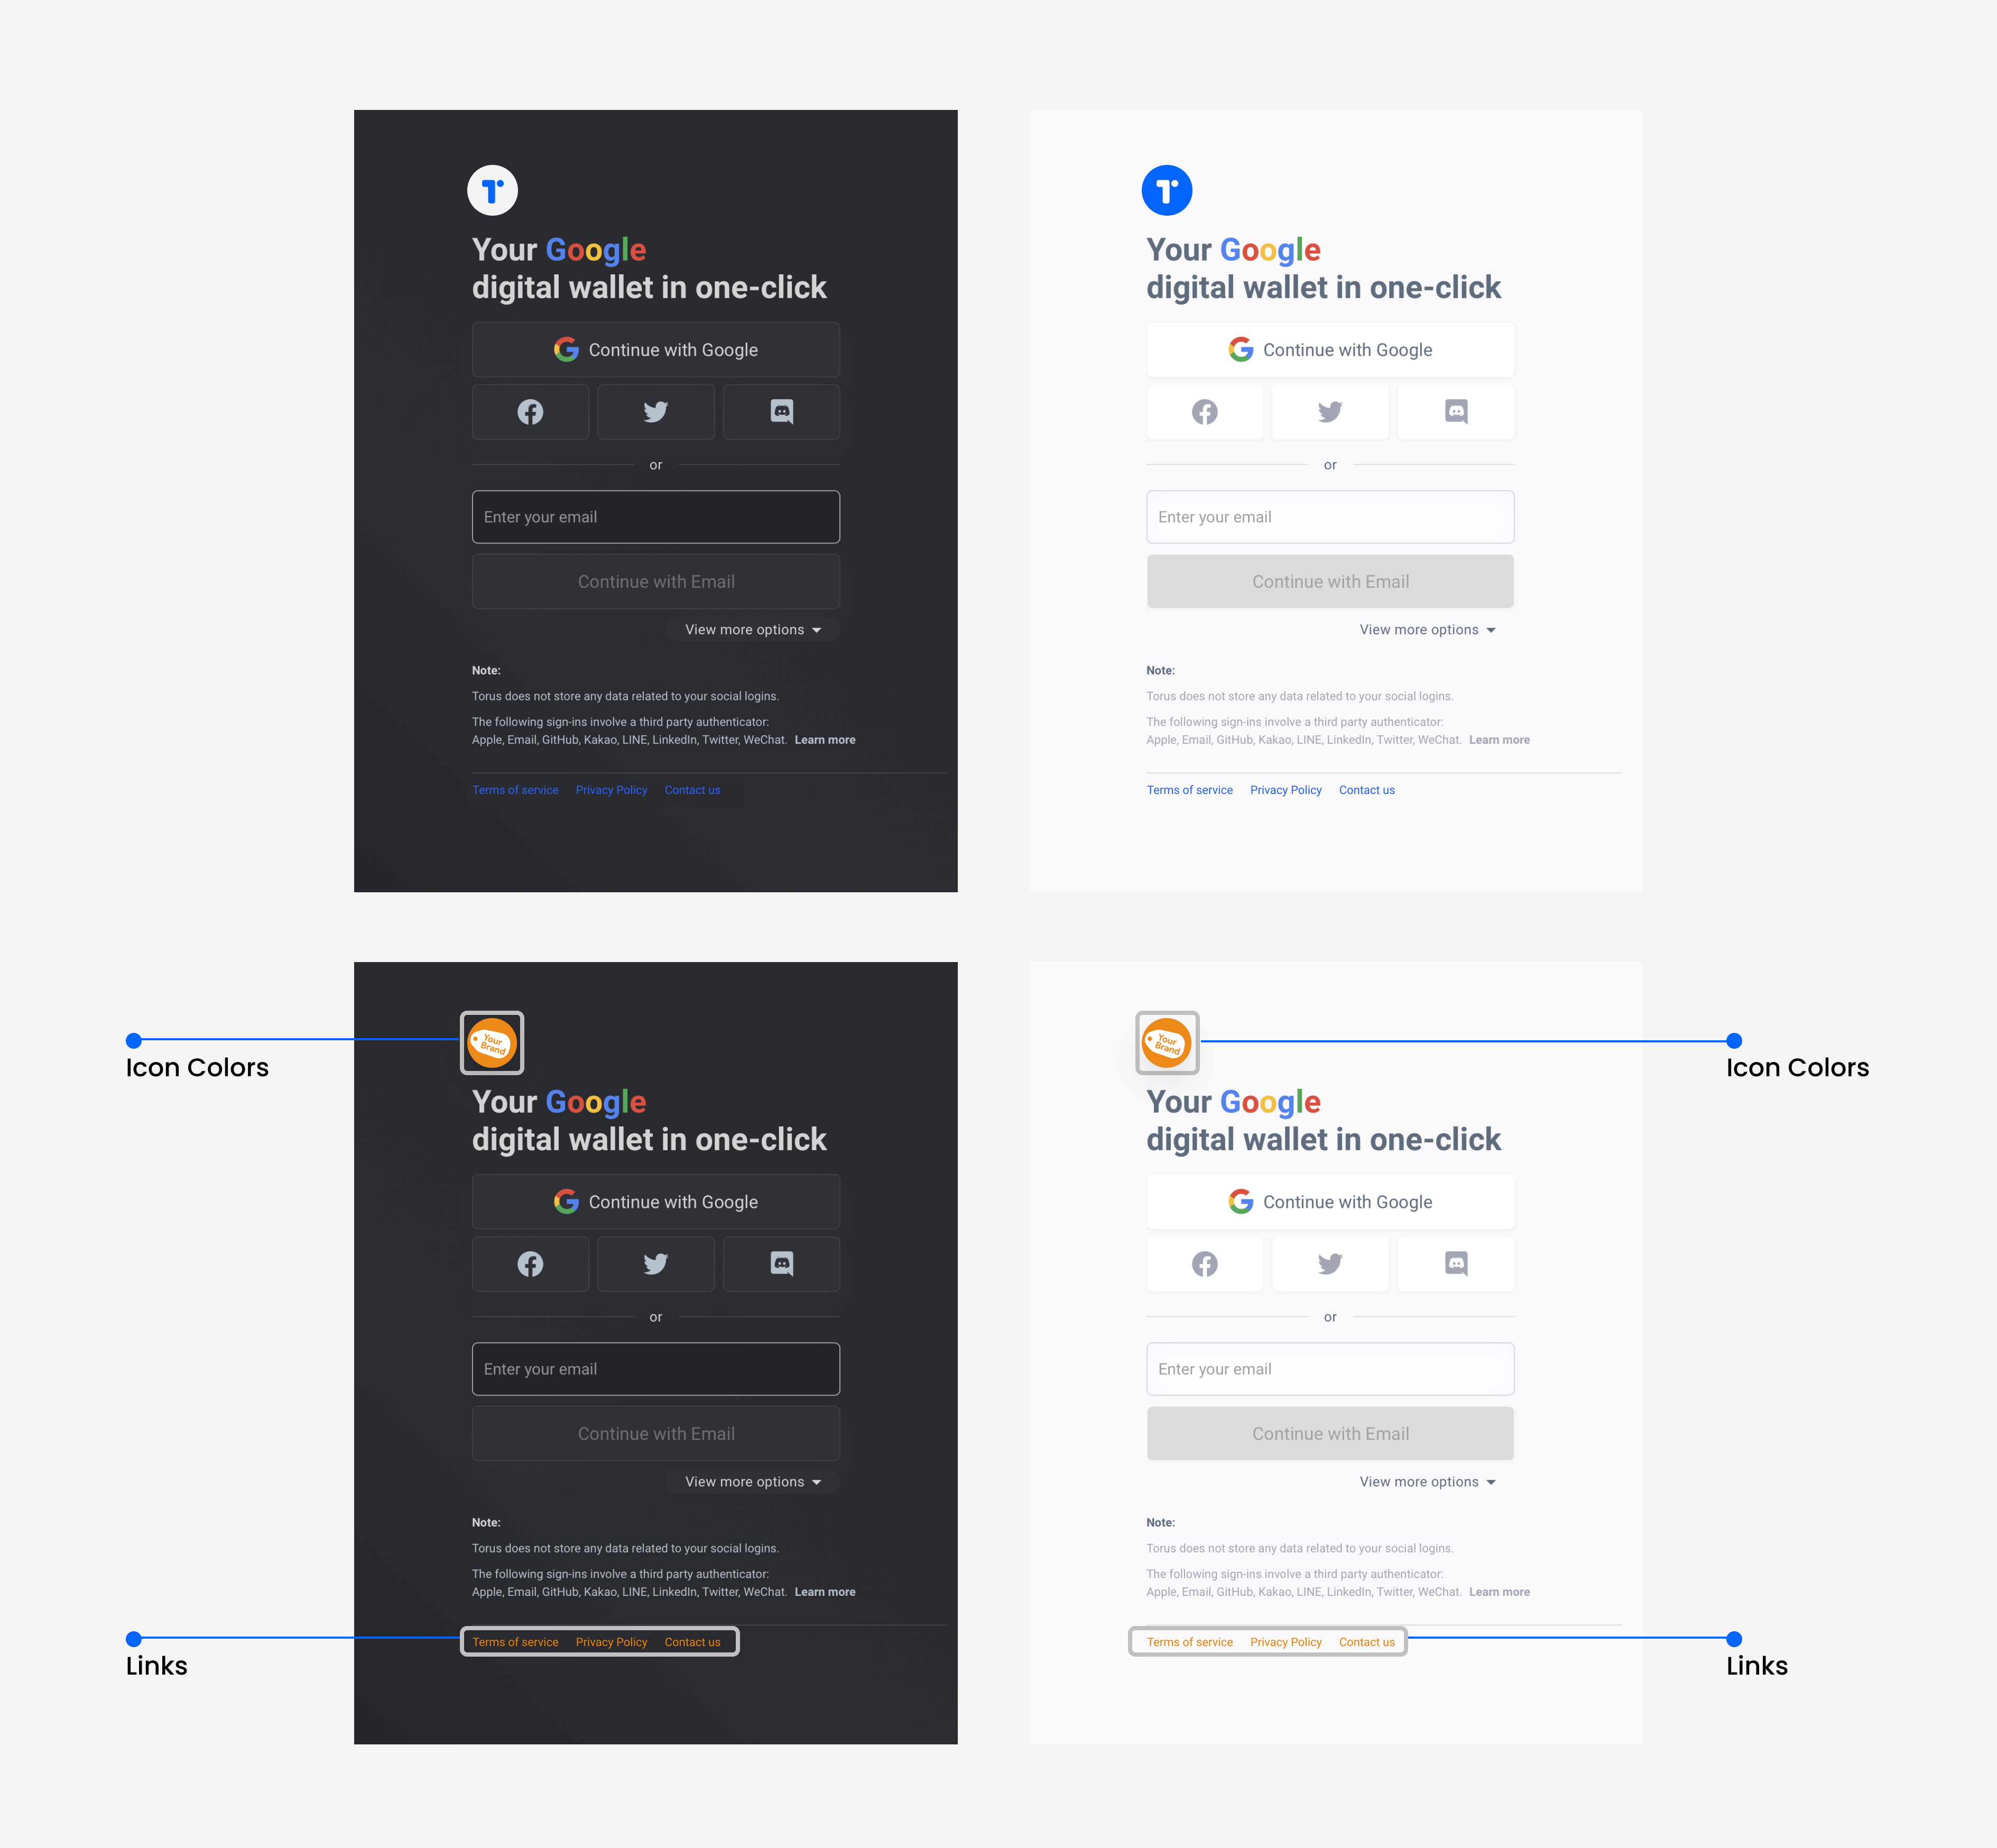 T
Your Google
digital wallet in one-click
Continue with Google
or
Enter your email
Continue with Email
View more options
Note:
Torus does not store any data related to your social logins.
The following sign-ins involve a third party authenticator:
Apple, Email, GitHub, Kakao, LINE, LinkedIn, Twitter, WeChat. Learn more
Terms of service Privacy Policy Contact us
T
Your Google
digital wallet in one-click
Continue with Google
or
Enter your email
Continue with Email
View more options
Note:
Torus does not store any data related to your social logins.
The following sign-ins involve a third party authenticator:
Apple, Email, GitHub, Kakao, LINE, LinkedIn, Twitter, WeChat. Learn more
Terms of service Privacy Policy Contact us
Icon Colors
Your
Brand
Your Google
digital wallet in one-click
Continue with Google
or
Enter your email
Continue with Email
View more options
Note:
Torus does not store any data related to your social logins.
The following sign-ins involve a third party authenticator:
Apple, Email, GitHub, Kakao, LINE, LinkedIn, Twitter, WeChat. Learn more
Links
Terms of service Privacy Policy Contact us
Your
Brand
Icon Colors
Your Google
digital wallet in one-click
Continue with Google
or
Enter your email
Continue with Email
View more options
Note:
Torus does not store any data related to your social logins.
The following sign-ins involve a third party authenticator:
Apple, Email, GitHub, Kakao, LINE, LinkedIn, Twitter, WeChat. Learn more
Terms of service Privacy Policy Contact us
Links